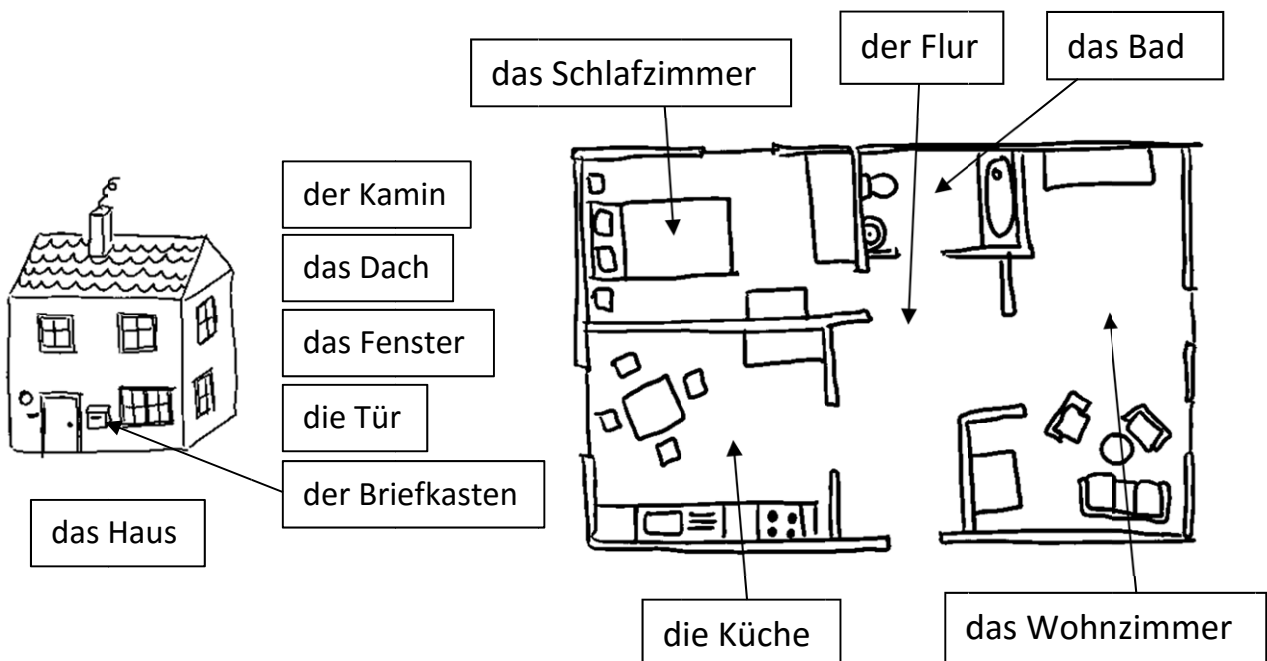 der Flur
das Bad
das Schlafzimmer
der Kamin
das Dach
das Fenster
die Tür
der Briefkasten
das Haus
die Küche
das Wohnzimmer